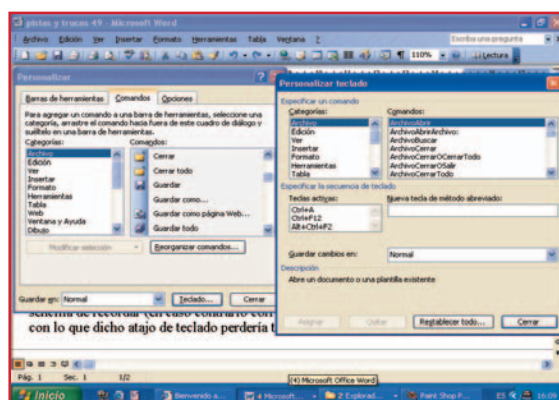 pistas y trucos 49 - Microsoft Word
Archivo Edición Ver Insertar Formato Herramientas Tabla Ventana ?
Escriba una pregunta
110%
Lectura
Personalizar
Barras de herramientas Comandos Opciones
Para agregar un comando a una barra de herramientas, seleccione una
categoría, arrastre el comando hacia fuera de este cuadro de diálogo y
suéltelo en una barra de herramientas.
Categorías:
Archivo
Edición
Ver
Insertar
Formato
Herramientas
Tabla
Web
Ventana y Ayuda
Dibujo
Comandos:
Cerrar
Cerrar todo
Guardar
Guardar como...
Guardar como página Web...
Guardar todo
Modificar selección
Reorganizar comandos...
Guardar en: Normal
Teclado...
Cerrar
Personalizar teclado
Especificar un comando
Categorías:
Archivo
Edición
Ver
Insertar
Formato
Herramientas
Tabla
Comandos:
ArchivoAbrir
ArchivoAbrirArchivo:
ArchivoBuscar
ArchivoCerrar
ArchivoCerrarOCerrarTodo
ArchivoCerrarOSalir
ArchivoCerrarTodo
Especificar la secuencia de teclado
Teclas activas:
Ctrl+A
Ctrl+F12
Alt+Ctrl+F2
Nueva tecla de método abreviado:
Guardar cambios en: Normal
Descripción
Abre un documento o una plantilla existente
Asignar
Quitar
Restablecer todo...
Cerrar
de recordar (en caso contrario
con lo que dicho atajo de teclado perdería
Pág. 1 Sec. 1 1/2
(4) Microsoft Office Word
Inicio
Bienvenido a...
4 Microsoft...
2 Explorad...
Paint Shop P...
ES